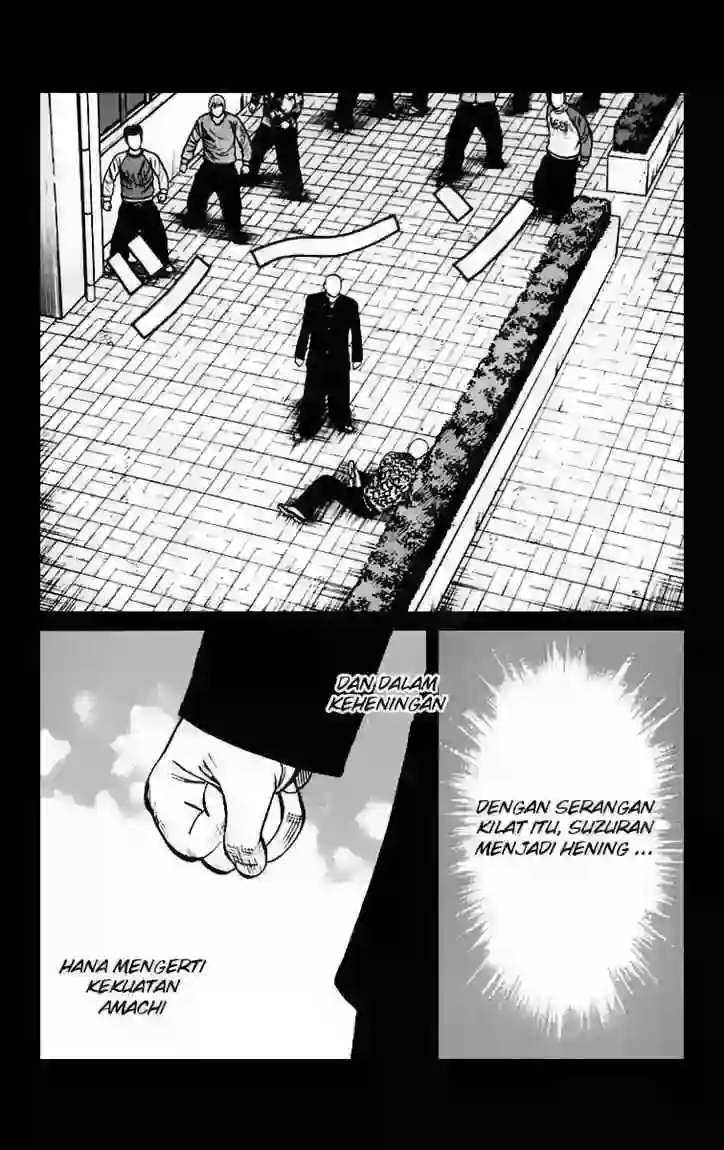 DENGAN SERANGAN
KILAT ITU, SUZURAN
MENJADI HENING ...
DAN DALAM
KEHENINGAN
HANA MENGERTI
KEKUATAN
AMACHI